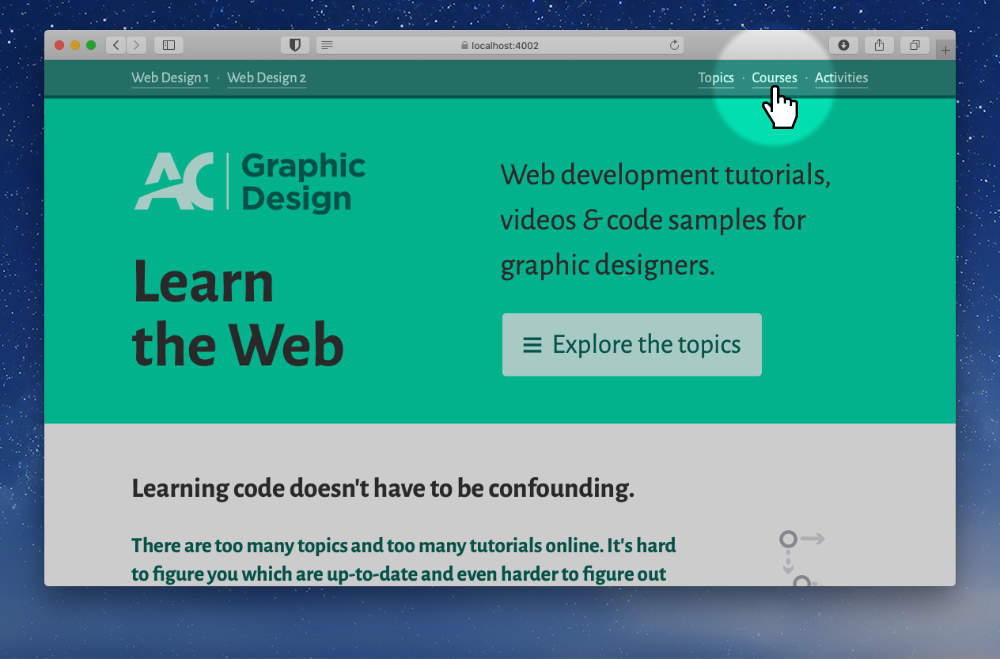 localhost:4002
Web Design 1 · Web Design 2
Topics · Courses · Activities
AC | Graphic
Design
Learn
the Web
Web development tutorials,
videos & code samples for
graphic designers.
Explore the topics
Learning code doesn't have to be confounding.
There are too many topics and too many tutorials online. It's hard
to figure you which are up-to-date and even harder to figure out